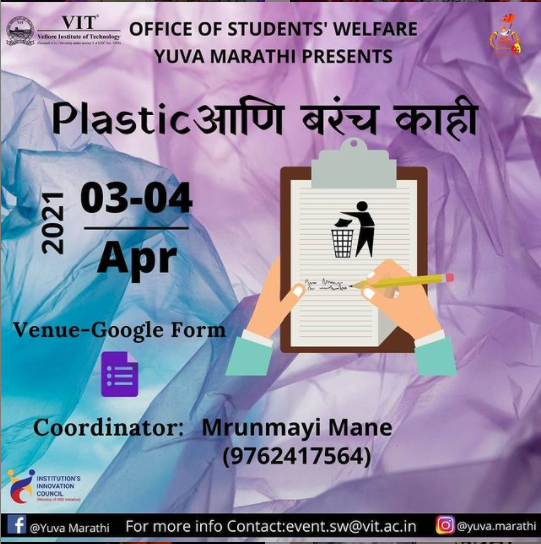 VIT
Vellore Institute of Technology
OFFICE OF STUDENTS' WELFARE
YUVA MARATHI PRESENTS
Plasticआणि बरंच काही
2021
03-04
Apr
Venue-Google Form
Coordinator: Mrunmayi Mane
(9762417564)
INSTITUTION'S
INNOVATION
COUNCIL
@Yuva Marathi
For more info Contact:event.sw@vit.ac.in
@yuva.marathi